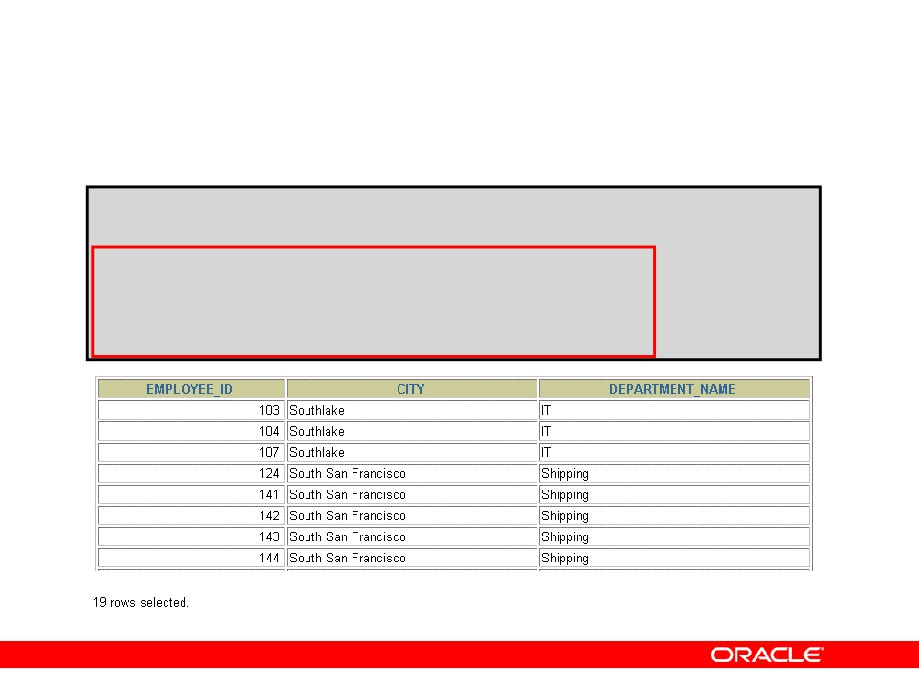 EMPLOYEE_ID CITY DEPARTMENT_NAME
103 Southlake IT
104 Southlake IT
107 Southlake IT
124 South San Francisco Shipping
141 South San Francisco Shipping
142 South San Francisco Shipping
143 South San Francisco Shipping
144 South San Francisco Shipping
19 rows selected.
ORACLE